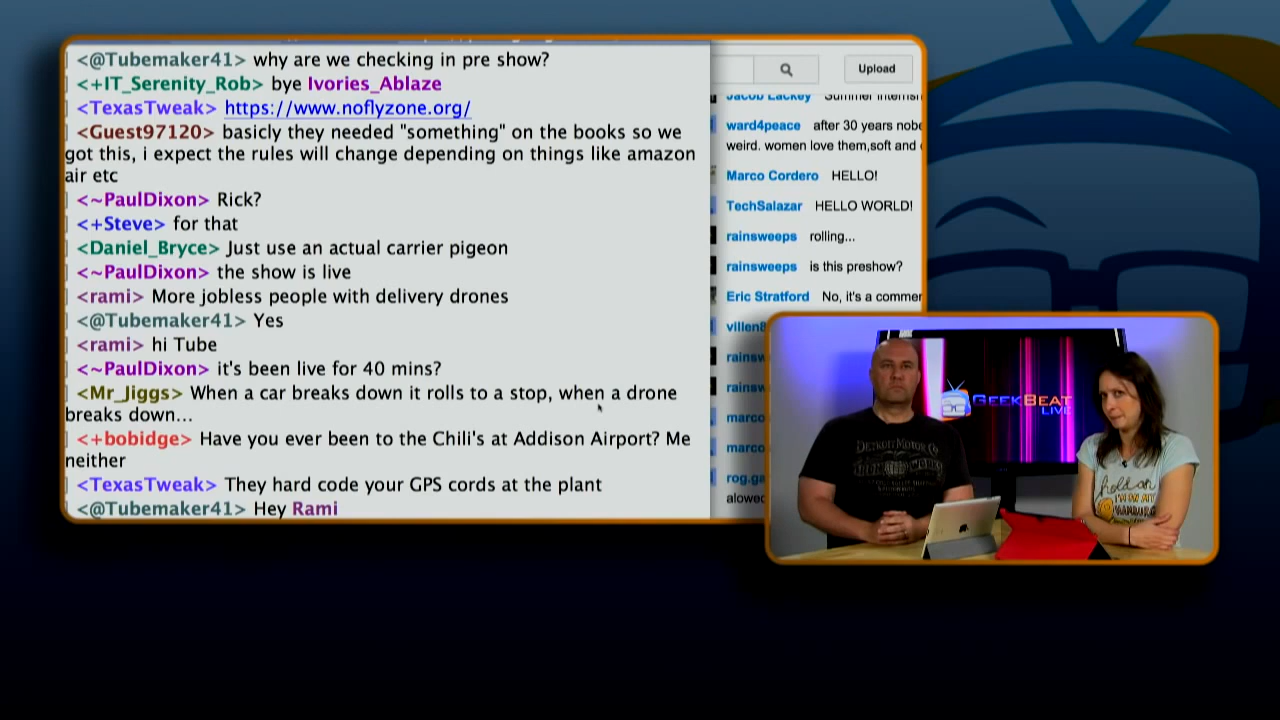 <@Tubemaker41> why are we checking in pre show?
<+IT_Serenity_Rob> bye Ivories_Ablaze
<TexasTweak> https://www.noflyzone.org/
<Guest97120> basicly they needed "something" on the books so we
got this, i expect the rules will change depending on things like amazon
air etc
<~PaulDixon> Rick?
<+Steve> for that
<Daniel_Bryce> Just use an actual carrier pigeon
<~PaulDixon> the show is live
<rami> More jobless people with delivery drones
<@Tubemaker41> Yes
<rami> hi Tube
<~PaulDixon> it's been live for 40 mins?
<Mr_Jiggs> When a car breaks down it rolls to a stop, when a drone
breaks down...
<+bobidge> Have you ever been to the Chili's at Addison Airport? Me
neither
<TexasTweak> They hard code your GPS cords at the plant
<@Tubemaker41> Hey Rami
Upload
Jacob Lackey Summer
ward4peace after 30 years
weird. women love them,soft and
Marco Cordero HELLO!
TechSalazar HELLO WORLD!
rainsweeps rolling...
rainsweeps is this preshow?
Eric Stratford No, it's a
GEEKBEAT
LIVE
DETROIT MOTOR CO